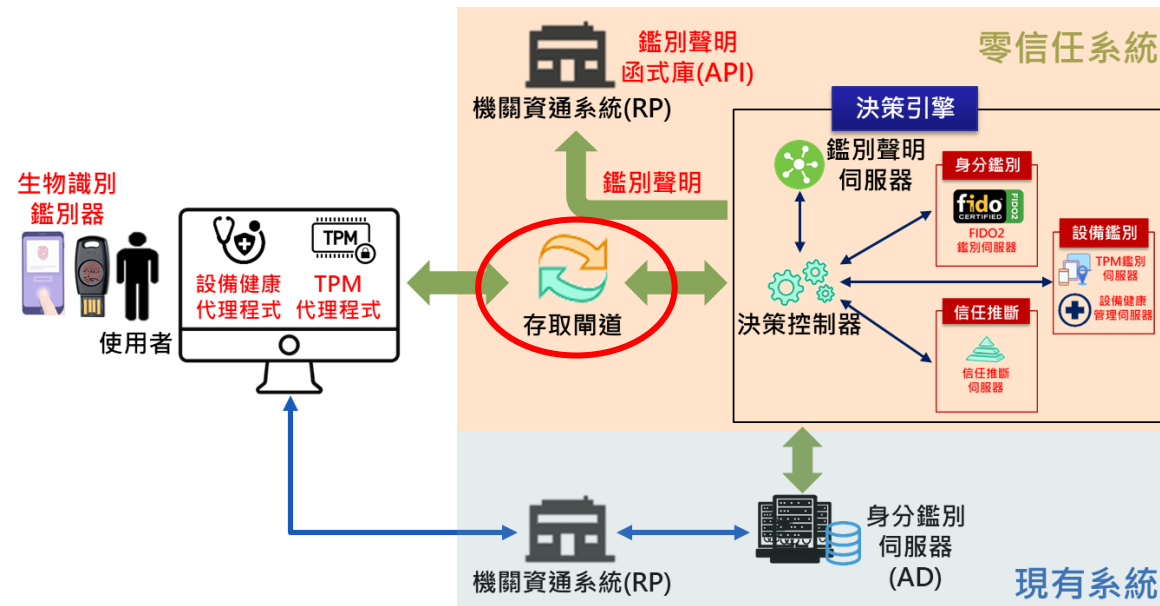 零信任系統
鑑別聲明
函式庫(API)
機關資通系統(RP)
決策引擎
鑑別聲明
伺服器
身分鑑別
fido
CERTIFIED
FIDO2
FIDO2
鑑別伺服器
鑑別聲明
生物識別
鑑別器
使用者
設備健康
代理程式
TPM
TPM
代理程式
存取閘道
決策控制器
設備鑑別
TPM鑑別
伺服器
設備健康
管理伺服器
信任推斷
信任推斷
伺服器
機關資通系統(RP)
身分鑑別
伺服器
(AD)
現有系統